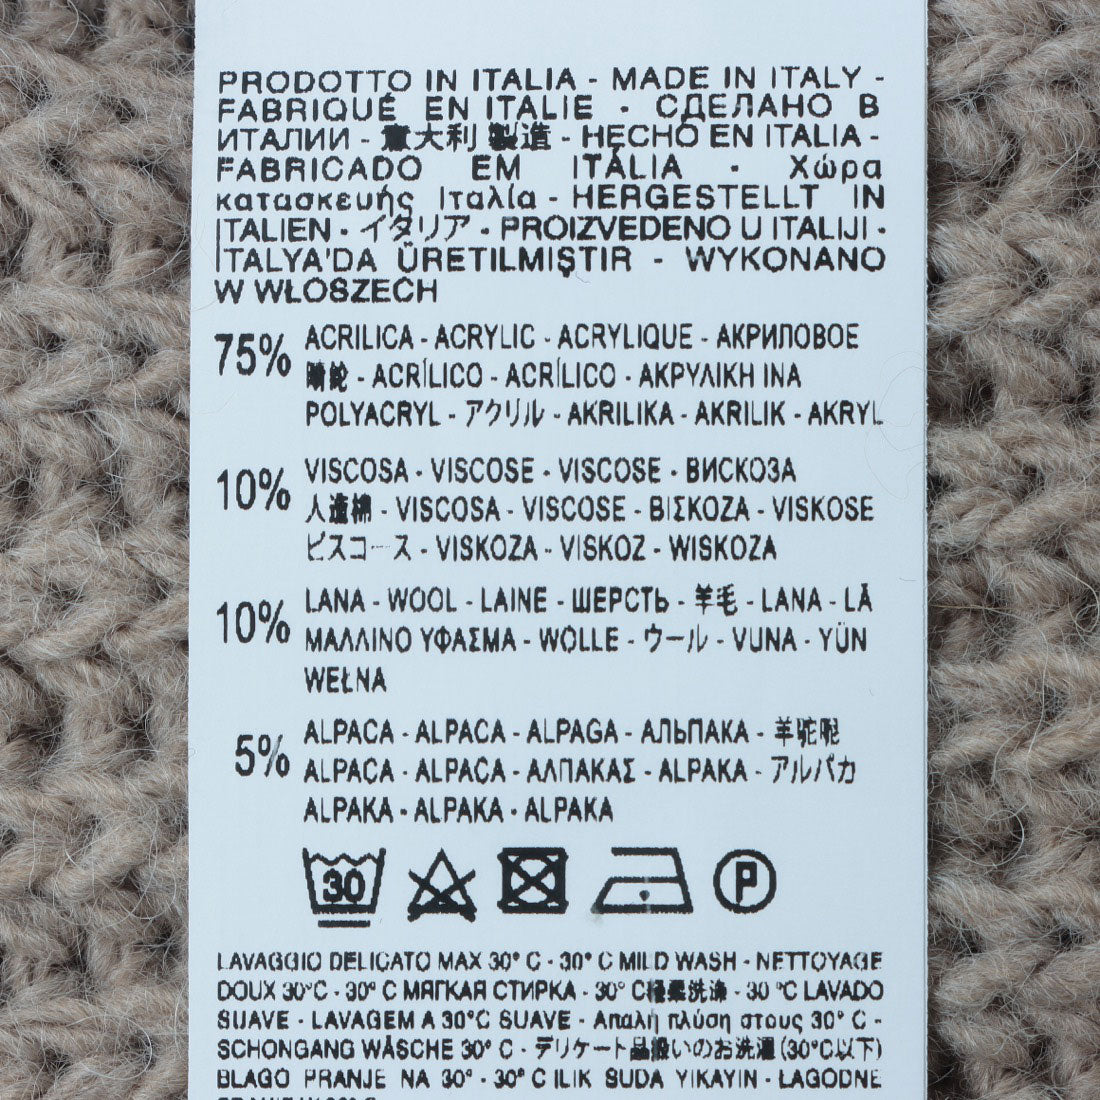 PRODOTTO IN ITALIA - MADE IN ITALY -
FABRIQUÉ EN ITALIE - СДЕЛАНО В
ИТАЛИИ - 意大利 製造 - HECHO EN ITALIA -
FABRICADO EM ITÁLIA - Χώρα
κατασκευής Ιταλία - HERGESTELLT IN
ITALIEN - イタリア - PROIZVEDENO U ITALIJI -
ITALYA'DA ÜRETILMIŞTIR - WYKONANO
W WŁOSZECH
75% ACRILICA - ACRYLIC - ACRYLIQUE - АКРИЛОВОЕ
- ACRÍLICO - ACRÍLICO - ΑΚΡΥΛΙΚΗ ΙΝΑ
POLYACRYL - アクリル - AKRILIKA - AKRILIK - AKRYL
10% VISCOSA - VISCOSE - VISCOSE - ВИСКОЗА
人造棉 - VISCOSA - VISCOSE - ΒΙΣΚΟΖΑ - VISKOSE
ビスコース - VISKOZA - VISKOZ - WISKOZA
10% LANA - WOOL - LAINE - ШЕРСТЬ - 羊毛 - LANA - LÃ
ΜΑΛΛΙΝΟ ΥΦΑΣΜΑ - WOLLE - ウール - VUNA - YÜN
WEŁNA
5% ALPACA - ALPACA - ALPAGA - АЛЬПАКА - 羊驼呢
ALPACA - ALPACA - ΑΛΠΑΚΑΣ - ALPAKA - アルパカ
ALPAKA - ALPAKA - ALPAKA
30 P
LAVAGGIO DELICATO MAX 30° C - 30° C MILD WASH - NETTOYAGE
DOUX 30°C - 30° C МЯГКАЯ СТИРКА - 30° C 洗滌 - 30 °C LAVADO
SUAVE - LAVAGEM A 30°C SUAVE - Απαλή πλύση στους 30° C -
SCHONGANG WÄSCHE 30° C - デリケート品扱いのお洗濯 (30°C以下)
BLAGO PRANJE NA 30° - 30° C ILIK SUDA YIKAYIN - ŁAGODNE